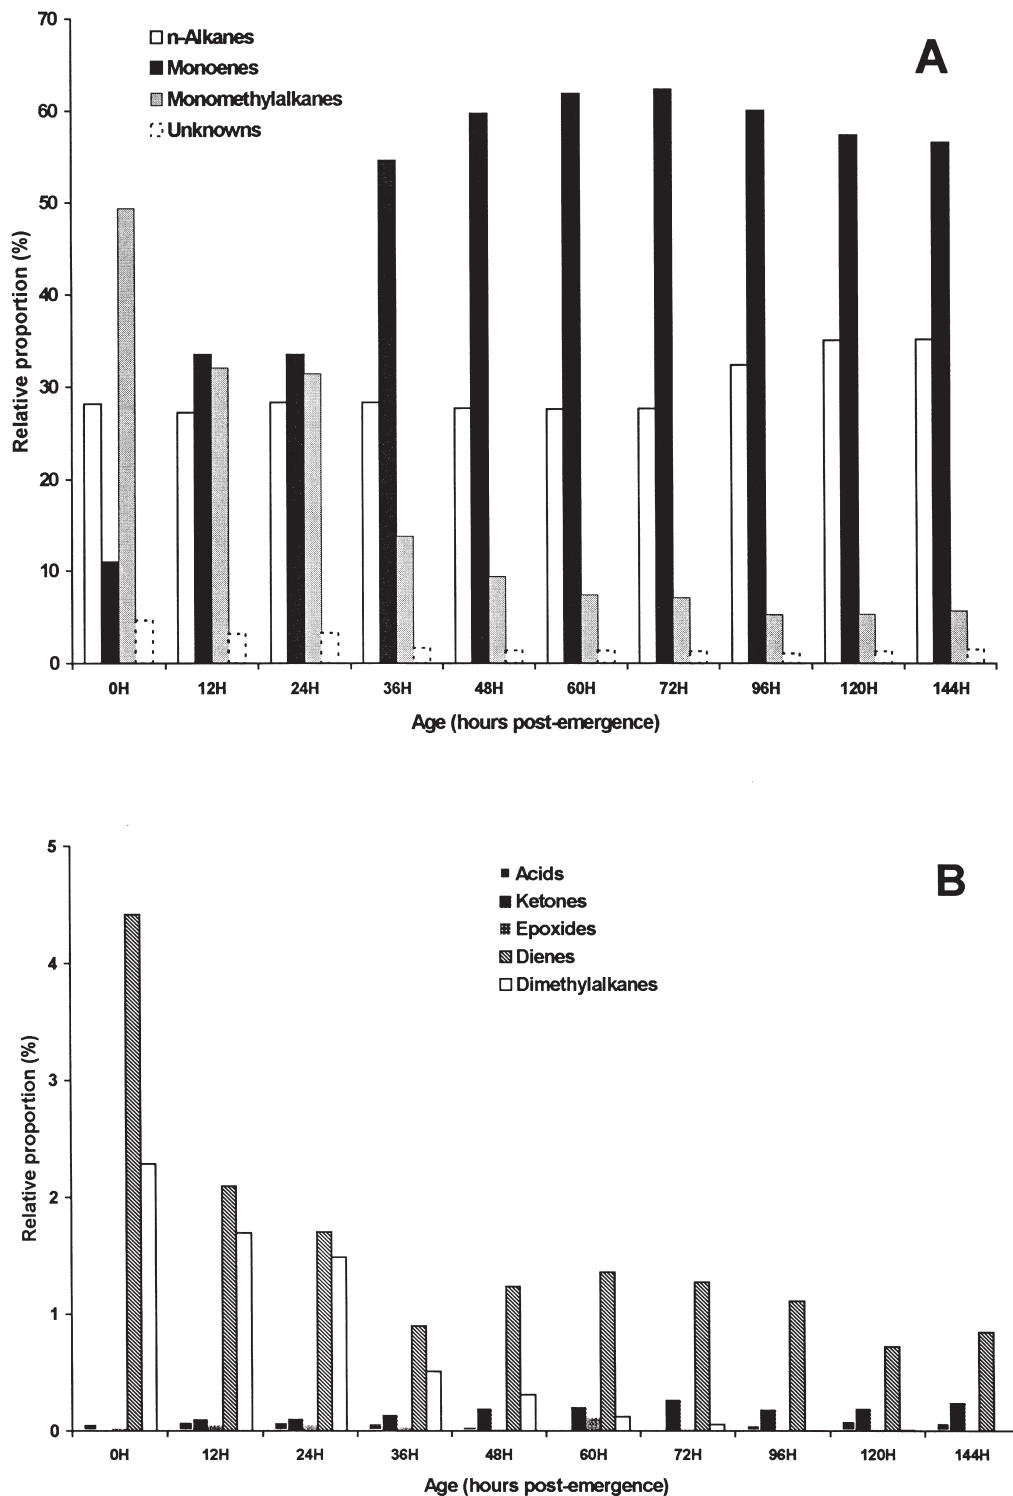 70
n-Alkanes
A
Monoenes
Monomethylalkanes
60
Unknowns
50
40
30
20
10
0
Relative proportion (%)
0H 12H 24H 36H 48H 60H 72H 96H 120H 144H
Age (hours post-emergence)
5
Acids
B
Ketones
Epoxides
Dienes
Dimethylalkanes
4
3
2
1
0
Relative proportion (%)
0H 12H 24H 36H 48H 60H 72H 96H 120H 144H
Age (hours post-emergence)